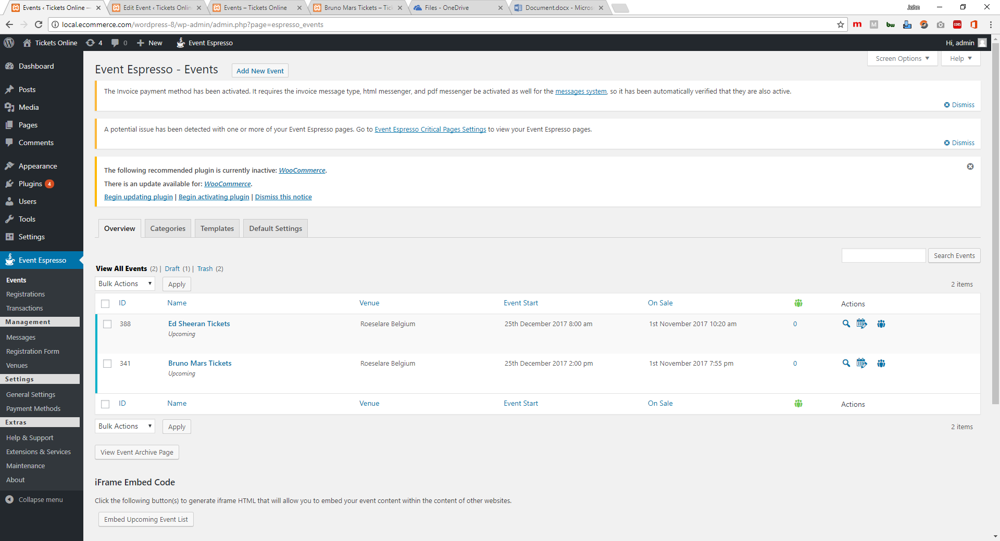 Events ‹ Tickets Online —
Edit Event ‹ Tickets Onlin
Events – Tickets Online
Bruno Mars Tickets – Tick
Files - OneDrive
Document.docx - Micros
John
local.ecommerce.com/wordpress-8/wp-admin/admin.php?page=espresso_events
m M bw CORS
Tickets Online 4 0 New Event Espresso
Hi, admin
Dashboard
Posts
Media
Pages
Comments
Appearance
Plugins 4
Users
Tools
Settings
Event Espresso
Events
Registrations
Transactions
Management
Messages
Registration Form
Venues
Settings
General Settings
Payment Methods
Extras
Help & Support
Extensions & Services
Maintenance
About
Collapse menu
Screen Options Help
Event Espresso - Events Add New Event
The Invoice payment method has been activated. It requires the invoice message type, html messenger, and pdf messenger be activated as well for the messages system, so it has been automatically verified that they are also active.
Dismiss
A potential issue has been detected with one or more of your Event Espresso pages. Go to Event Espresso Critical Pages Settings to view your Event Espresso pages.
Dismiss
The following recommended plugin is currently inactive: WooCommerce.
There is an update available for: WooCommerce.
Begin updating plugin | Begin activating plugin | Dismiss this notice
Overview Categories Templates Default Settings
Search Events
View All Events (2) | Draft (1) | Trash (2)
Bulk Actions Apply 2 items
ID Name Venue Event Start On Sale Actions
388 Ed Sheeran Tickets Roeselare Belgium 25th December 2017 8:00 am 1st November 2017 10:20 am 0
Upcoming
341 Bruno Mars Tickets Roeselare Belgium 25th December 2017 2:00 pm 1st November 2017 7:55 pm 0
Upcoming
ID Name Venue Event Start On Sale Actions
Bulk Actions Apply 2 items
View Event Archive Page
iFrame Embed Code
Click the following button(s) to generate iframe HTML that will allow you to embed your event content within the content of other websites.
Embed Upcoming Event List